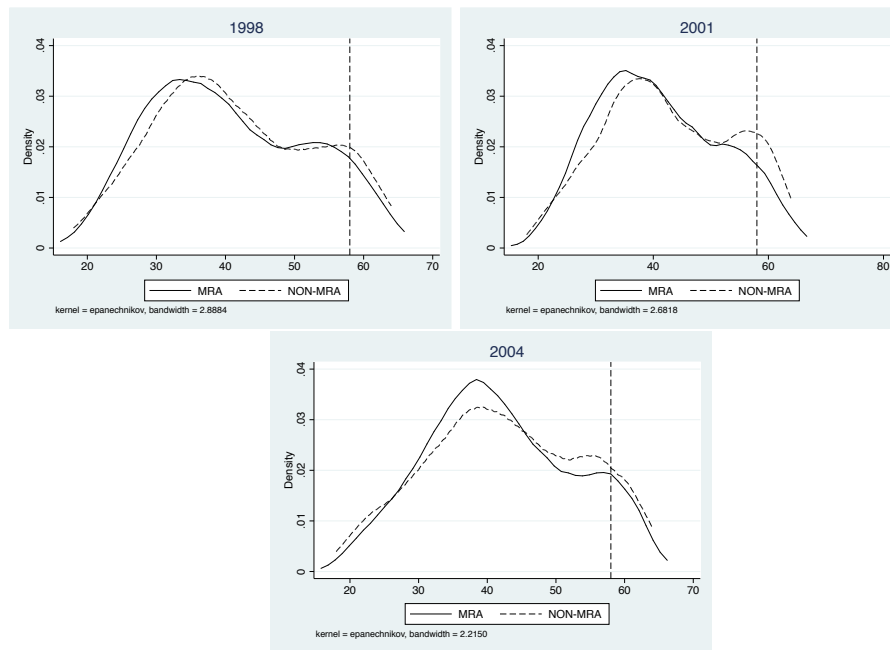 1998
.04
.03
.02
.01
0
Density
20 30 40 50 60 70
MRA NON-MRA
kernel = epanechnikov, bandwidth = 2.8884
2001
.04
.03
.02
.01
0
Density
20 40 60 80
MRA NON-MRA
kernel = epanechnikov, bandwidth = 2.6818
2004
.04
.03
.02
.01
0
Density
20 30 40 50 60 70
MRA NON-MRA
kernel = epanechnikov, bandwidth = 2.2150